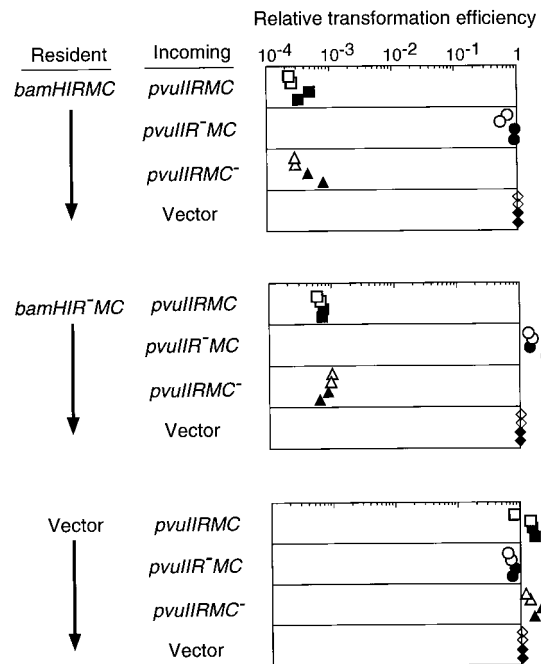 Relative transformation efficiency
Resident Incoming 10⁻⁴ 10⁻³ 10⁻² 10⁻¹ 1
bamHIRMC pvuIIRMC
pvuIIR⁻MC
pvuIIRMC⁻
Vector
bamHIR⁻MC pvuIIRMC
pvuIIR⁻MC
pvuIIRMC⁻
Vector
Vector pvuIIRMC
pvuIIR⁻MC
pvuIIRMC⁻
Vector